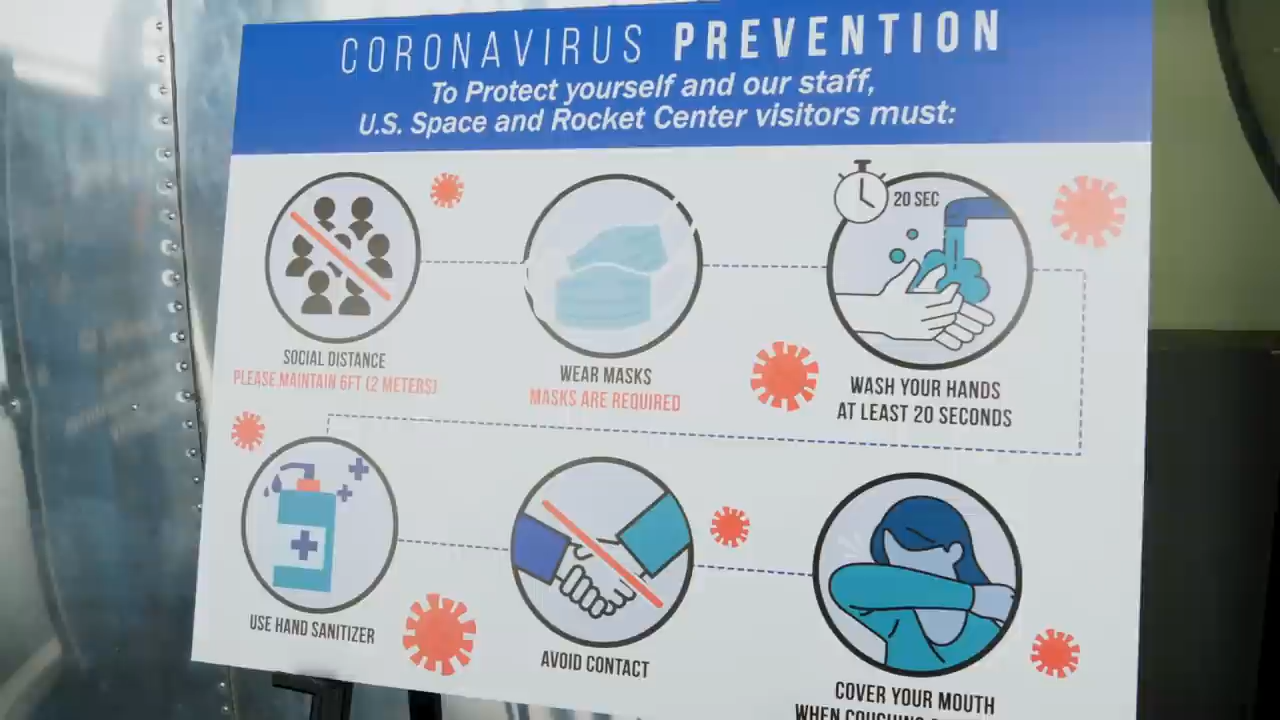 CORONAVIRUS PREVENTION
To Protect yourself and our staff,
U.S. Space and Rocket Center visitors must:
20 SEC
SOCIAL DISTANCE
PLEASE MAINTAIN 6FT (2 METERS)
WEAR MASKS
MASKS ARE REQUIRED
WASH YOUR HANDS
AT LEAST 20 SECONDS
USE HAND SANITIZER
AVOID CONTACT
COVER YOUR MOUTH
WHEN COUGHING